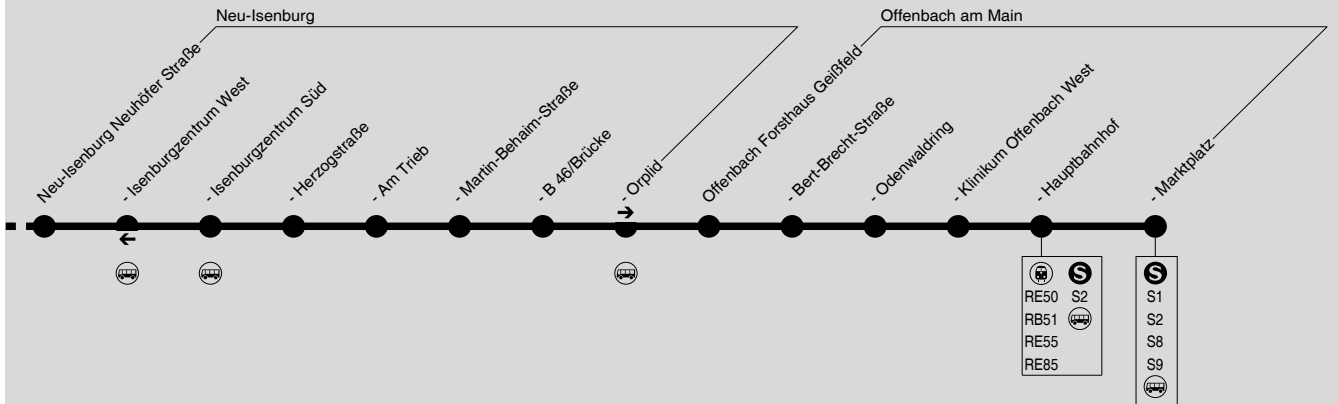 Neu-Isenburg
Offenbach am Main
Neu-Isenburg Neuhöfer Straße
- Isenburgzentrum West
- Isenburgzentrum Süd
- Herzogstraße
- Am Trieb
- Martin-Behaim-Straße
- B 46/Brücke
- Orplid
Offenbach Forsthaus Geißfeld
- Bert-Brecht-Straße
- Odenwaldring
- Klinikum Offenbach West
- Hauptbahnhof
- Marktplatz
S
RE50 S2
RB51
RE55
RE85
S
S1
S2
S8
S9